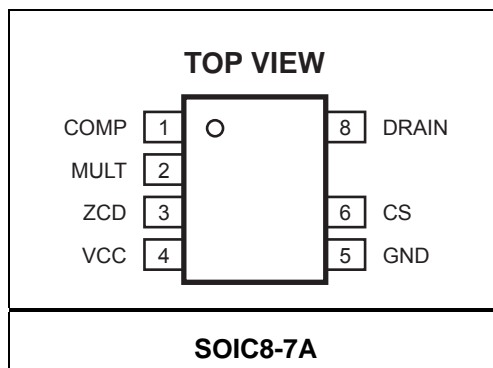 TOP VIEW
COMP 1 8 DRAIN
MULT 2
ZCD 3 6 CS
VCC 4 5 GND
SOIC8-7A